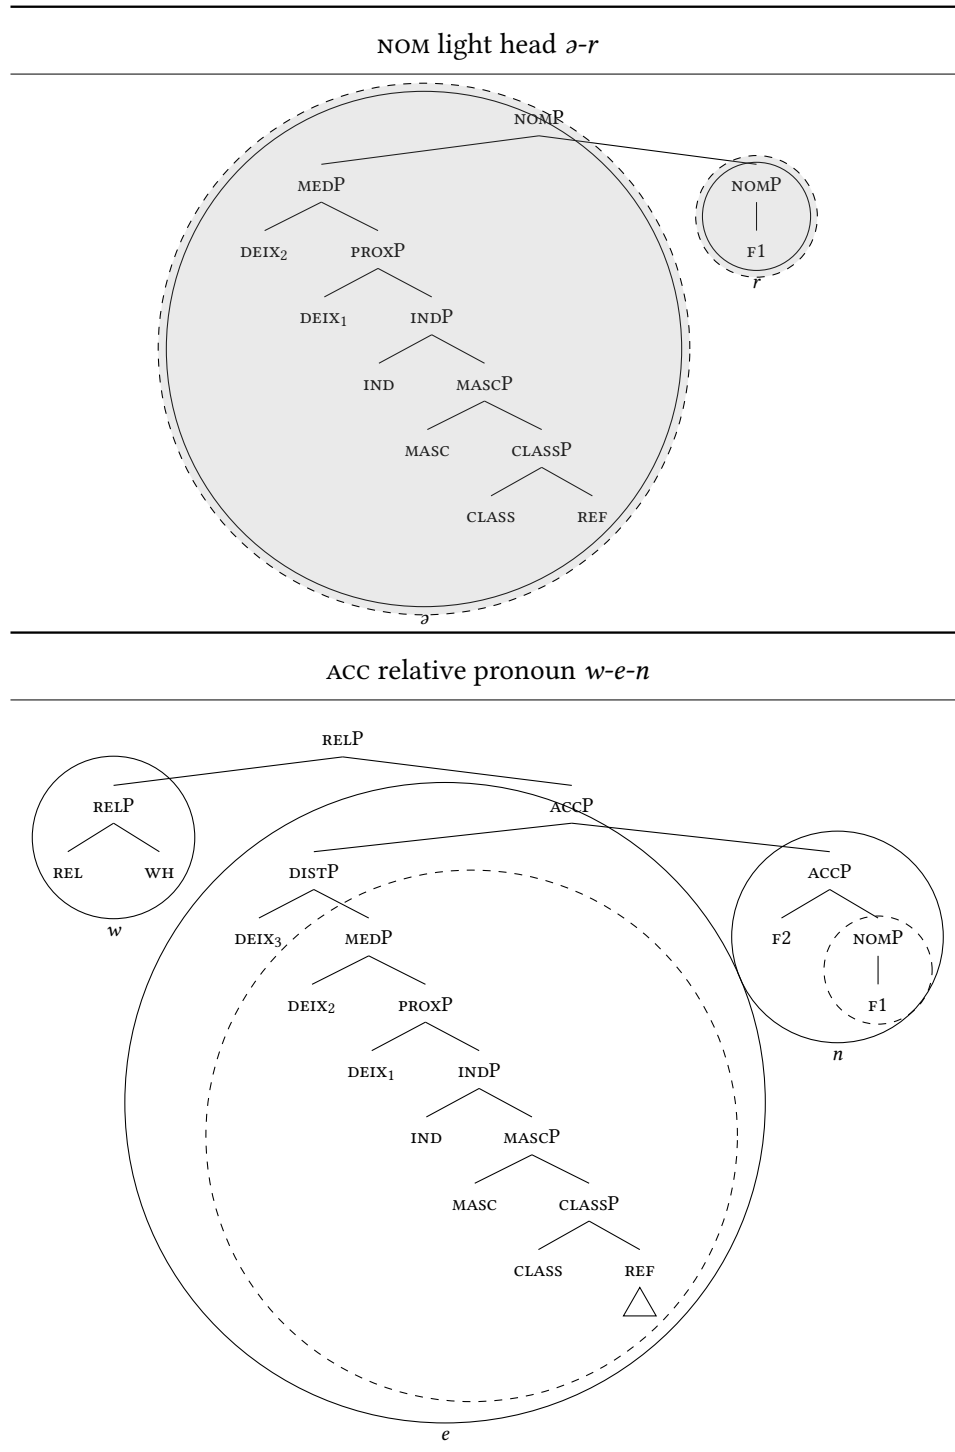 NOM light head ə-r
NOMP
MEDP NOMP
DEIX₂ PROXP F1
r
DEIX₁ INDP
IND MASCP
MASC CLASSP
CLASS REF
ə
ACC relative pronoun w-e-n
RELP
RELP ACCP
REL WH DISTP ACCP
w
DEIX₃ MEDP F2 NOMP
DEIX₂ PROXP F1
n
DEIX₁ INDP
IND MASCP
MASC CLASSP
CLASS REF
e